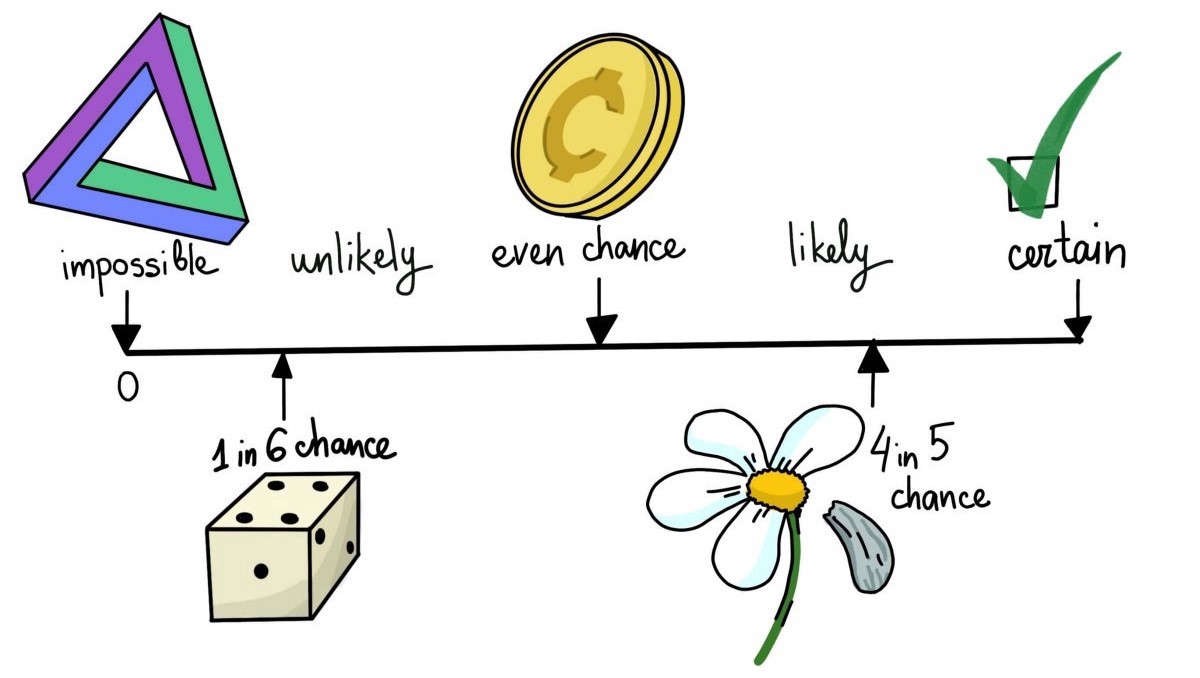 impossible
unlikely
even chance
likely
certain
0
1 in 6 chance
4 in 5
chance